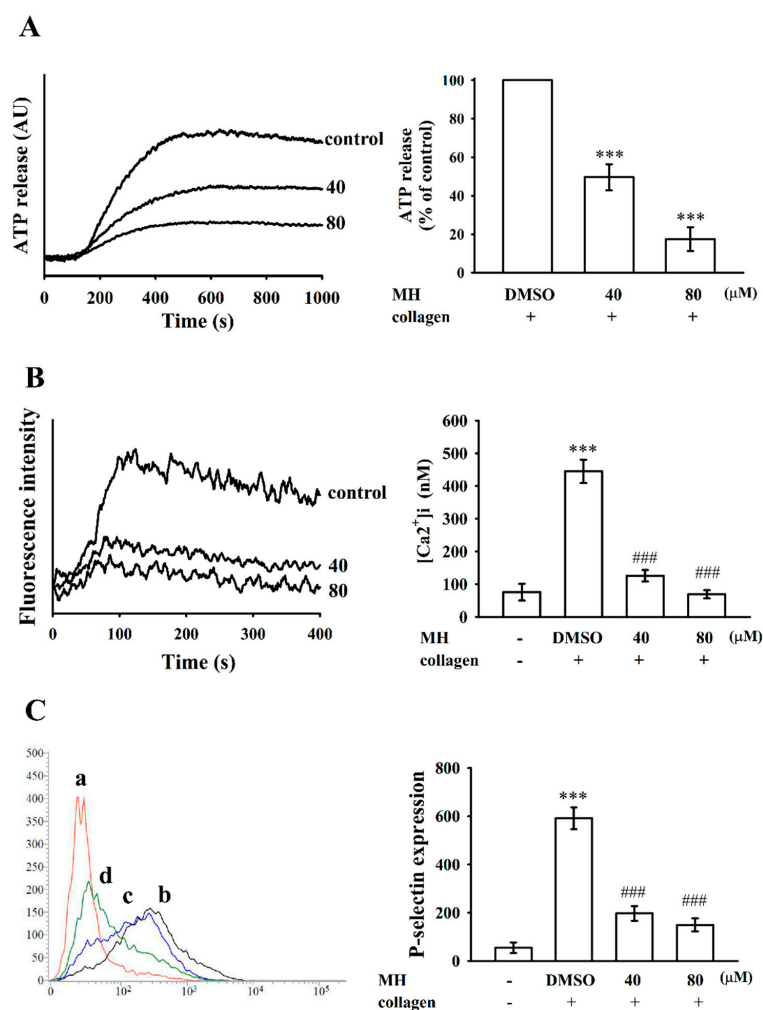 A
ATP release (AU)
control
40
80
0 200 400 600 800 1000
Time (s)
ATP release
(% of control)
100
80
60
40
20
0
***
***
MH DMSO 40 80 (μM)
collagen + + +
B
Fluorescence intensity
control
40
80
0 100 200 300 400
Time (s)
[Ca2+]i (nM)
600
500
400
300
200
100
0
***
###
###
MH - DMSO 40 80 (μM)
collagen - + + +
C
500
450
400
350
300
250
200
150
100
50
0
a
d
c
b
0 10² 10³ 10⁴ 10⁵
P-selectin expression
800
600
400
200
0
***
###
###
MH - DMSO 40 80 (μM)
collagen - + + +